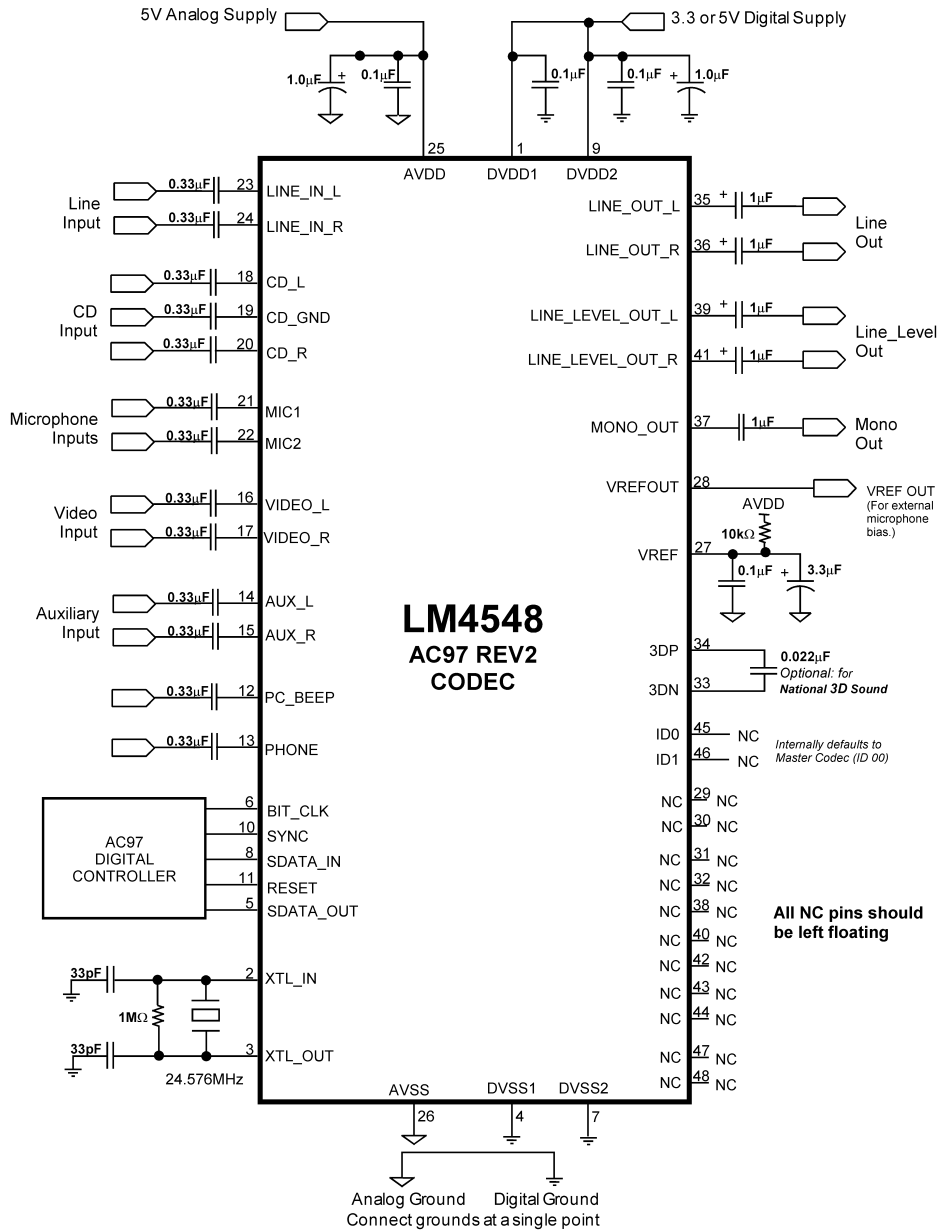 5V Analog Supply
3.3 or 5V Digital Supply
1.0µF +
0.1µF
0.1µF
0.1µF
+ 1.0µF
25
1
9
AVDD
DVDD1
DVDD2
Line
Input
0.33µF
23
LINE_IN_L
0.33µF
24
LINE_IN_R
CD
Input
0.33µF
18
CD_L
0.33µF
19
CD_GND
0.33µF
20
CD_R
Microphone
Inputs
0.33µF
21
MIC1
0.33µF
22
MIC2
Video
Input
0.33µF
16
VIDEO_L
0.33µF
17
VIDEO_R
Auxiliary
Input
0.33µF
14
AUX_L
0.33µF
15
AUX_R
0.33µF
12
PC_BEEP
0.33µF
13
PHONE
AC97
DIGITAL
CONTROLLER
6
BIT_CLK
10
SYNC
8
SDATA_IN
11
RESET
5
SDATA_OUT
33pF
2
XTL_IN
1MΩ
33pF
3
XTL_OUT
24.576MHz
LM4548
AC97 REV2
CODEC
LINE_OUT_L
35
+
1µF
LINE_OUT_R
36
+
1µF
Line
Out
LINE_LEVEL_OUT_L
39
+
1µF
LINE_LEVEL_OUT_R
41
+
1µF
Line_Level
Out
MONO_OUT
37
1µF
Mono
Out
VREFOUT
28
VREF OUT
(For external
microphone
bias.)
AVDD
10kΩ
VREF
27
0.1µF
+
3.3µF
3DP
34
3DN
33
0.022µF
Optional: for
National 3D Sound
ID0
45
NC
ID1
46
NC
Internally defaults to
Master Codec (ID 00)
NC 29 NC
NC 30 NC
NC 31 NC
NC 32 NC
NC 38 NC
NC 40 NC
NC 42 NC
NC 43 NC
NC 44 NC
NC 47 NC
NC 48 NC
All NC pins should
be left floating
AVSS
DVSS1
DVSS2
26
4
7
Analog Ground
Digital Ground
Connect grounds at a single point